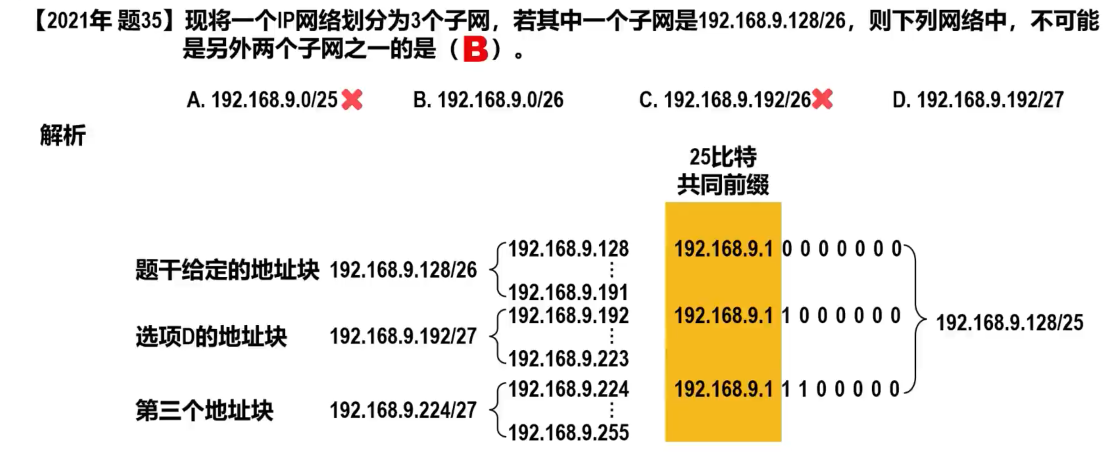 【2021年 题35】现将一个IP网络划分为3个子网，若其中一个子网是192.168.9.128/26，则下列网络中，不可能
是另外两个子网之一的是（B）。
A. 192.168.9.0/25 B. 192.168.9.0/26 C. 192.168.9.192/26 D. 192.168.9.192/27
解析
25比特
共同前缀
192.168.9.128 192.168.9.1 0 0 0 0 0 0 0
题干给定的地址块 192.168.9.128/26
192.168.9.191
192.168.9.192 192.168.9.1 1 0 0 0 0 0 0
192.168.9.128/25
选项D的地址块 192.168.9.192/27
192.168.9.223
192.168.9.224 192.168.9.1 1 1 0 0 0 0 0
第三个地址块 192.168.9.224/27
192.168.9.255